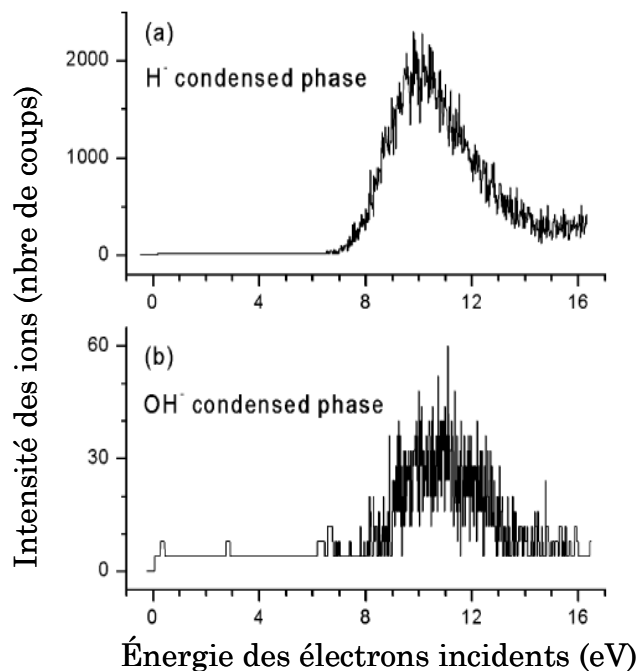 (a)
H⁻ condensed phase
2000
1000
0
0 4 8 12 16
(b)
OH⁻ condensed phase
60
30
0
0 4 8 12 16
Intensité des ions (nbre de coups)
Énergie des électrons incidents (eV)